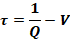 τ = 1/Q − V